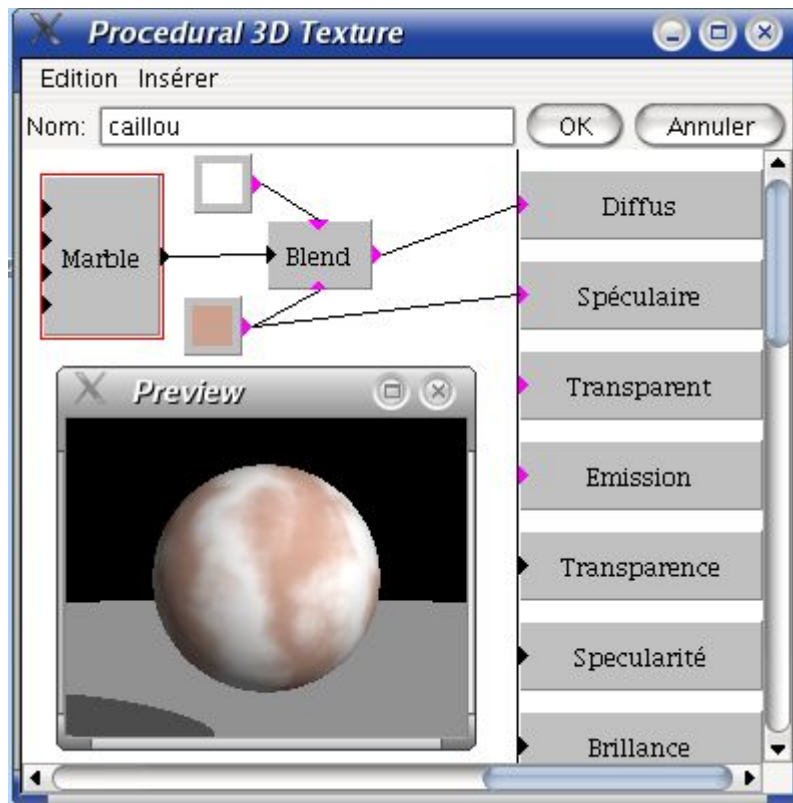 Procedural 3D Texture
Edition Insérer
Nom: caillou OK Annuler
Marble
Blend
Preview
Diffus
Spéculaire
Transparent
Emission
Transparence
Specularité
Brillance